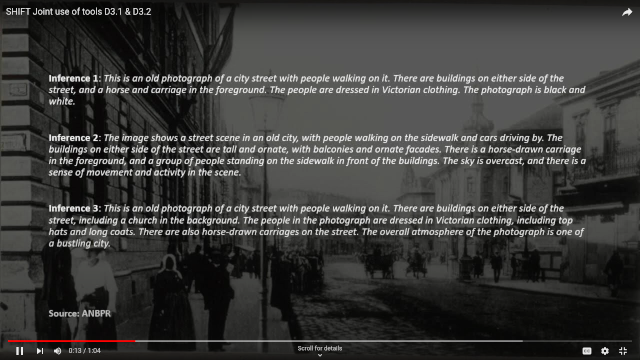 SHIFT Joint use of tools D3.1 & D3.2
Inference 1: This is an old photograph of a city street with people walking on it. There are buildings on either side of the
street, and a horse and carriage in the foreground. The people are dressed in Victorian clothing. The photograph is black and
white.
Inference 2: The image shows a street scene in an old city, with people walking on the sidewalk and cars driving by. The
buildings on either side of the street are tall and ornate, with balconies and ornate facades. There is a horse-drawn carriage
in the foreground, and a group of people standing on the sidewalk in front of the buildings. The sky is overcast, and there is a
sense of movement and activity in the scene.
Inference 3: This is an old photograph of a city street with people walking on it. There are buildings on either side of the
street, including a church in the background. The people in the photograph are dressed in Victorian clothing, including top
hats and long coats. There are also horse-drawn carriages on the street. The overall atmosphere of the photograph is one of
a bustling city.
Source: ANBPR
0:13 / 1:04
Scroll for details